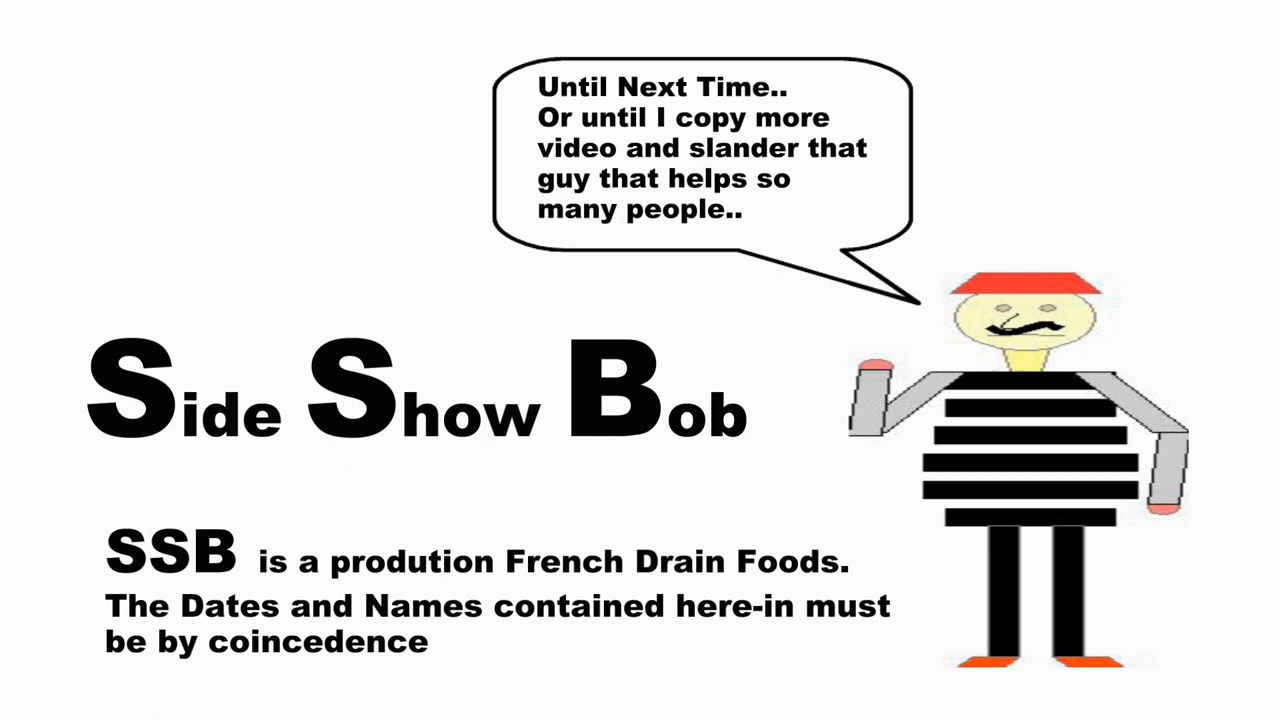 Until Next Time..
Or until I copy more
video and slander that
guy that helps so
many people..
Side Show Bob
SSB is a prodution French Drain Foods.
The Dates and Names contained here-in must
be by coincedence